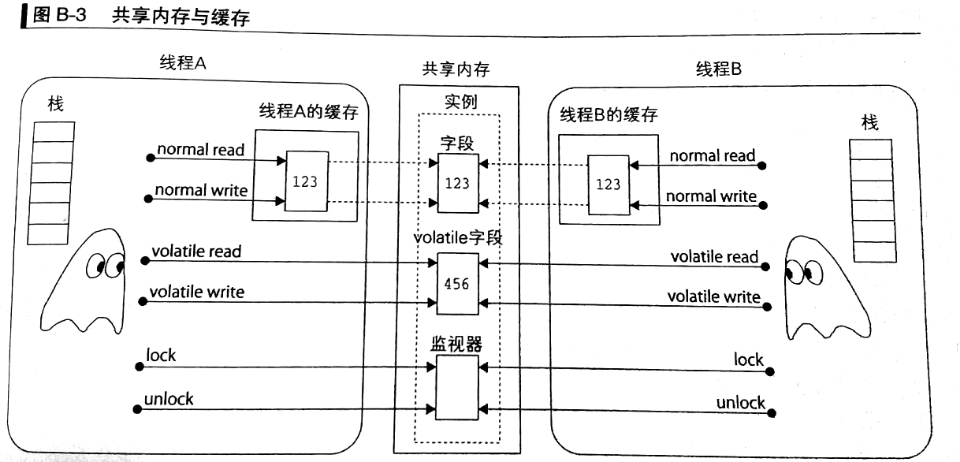 图 B-3 共享内存与缓存
线程A
共享内存
线程B
栈
线程A的缓存
实例
线程B的缓存
栈
字段
normal read
normal read
123
123
123
normal write
normal write
volatile字段
volatile read
volatile read
456
volatile write
volatile write
监视器
lock
lock
unlock
unlock